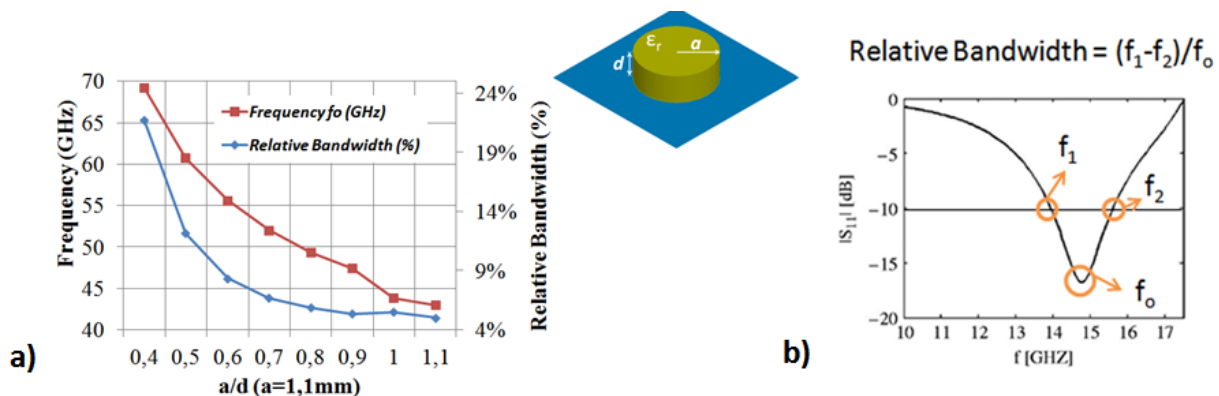 a)
Frequency (GHz)
70
65
60
55
50
45
40
Frequency fo (GHz)
Relative Bandwidth (%)
24%
19%
14%
9%
4%
Relative Bandwidth (%)
0,4 0,5 0,6 0,7 0,8 0,9 1 1,1
a/d (a=1,1mm)
εr
a
d
b)
Relative Bandwidth = (f1-f2)/fo
|S11| [dB]
0
−5
−10
−15
−20
f1
f2
fo
10 11 12 13 14 15 16 17
f [GHZ]